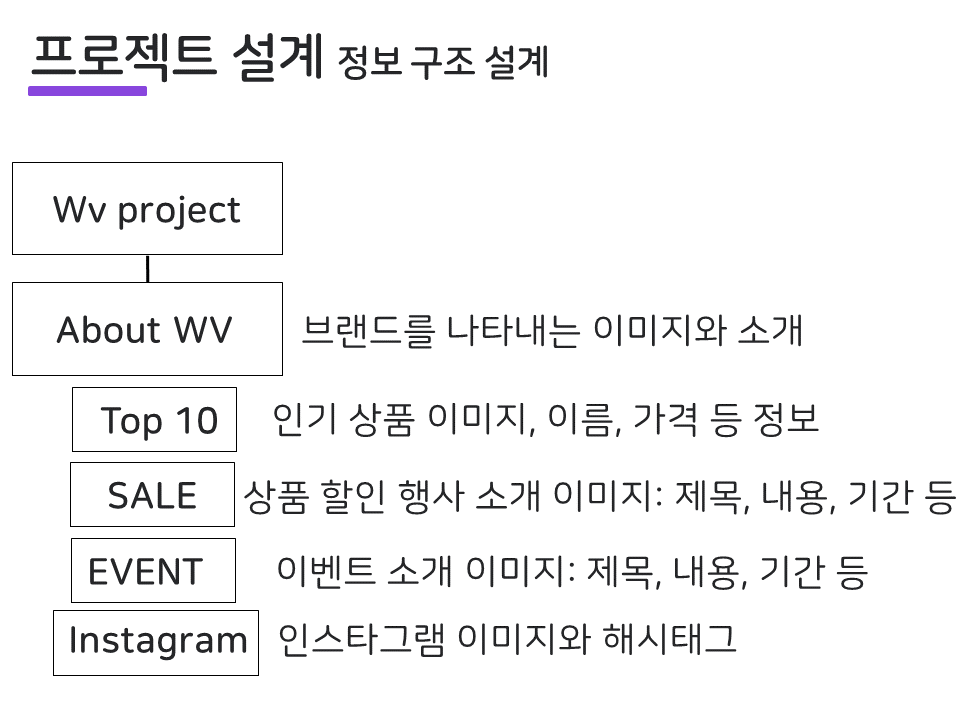 프로젝트 설계 정보 구조 설계
Wv project
About WV 브랜드를 나타내는 이미지와 소개
Top 10 인기 상품 이미지, 이름, 가격 등 정보
SALE 상품 할인 행사 소개 이미지: 제목, 내용, 기간 등
EVENT 이벤트 소개 이미지: 제목, 내용, 기간 등
Instagram 인스타그램 이미지와 해시태그